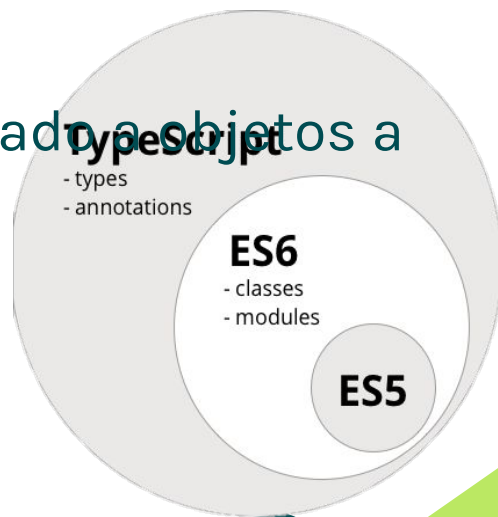 ado a objetos a
TypeScript
- types
- annotations
ES6
- classes
- modules
ES5